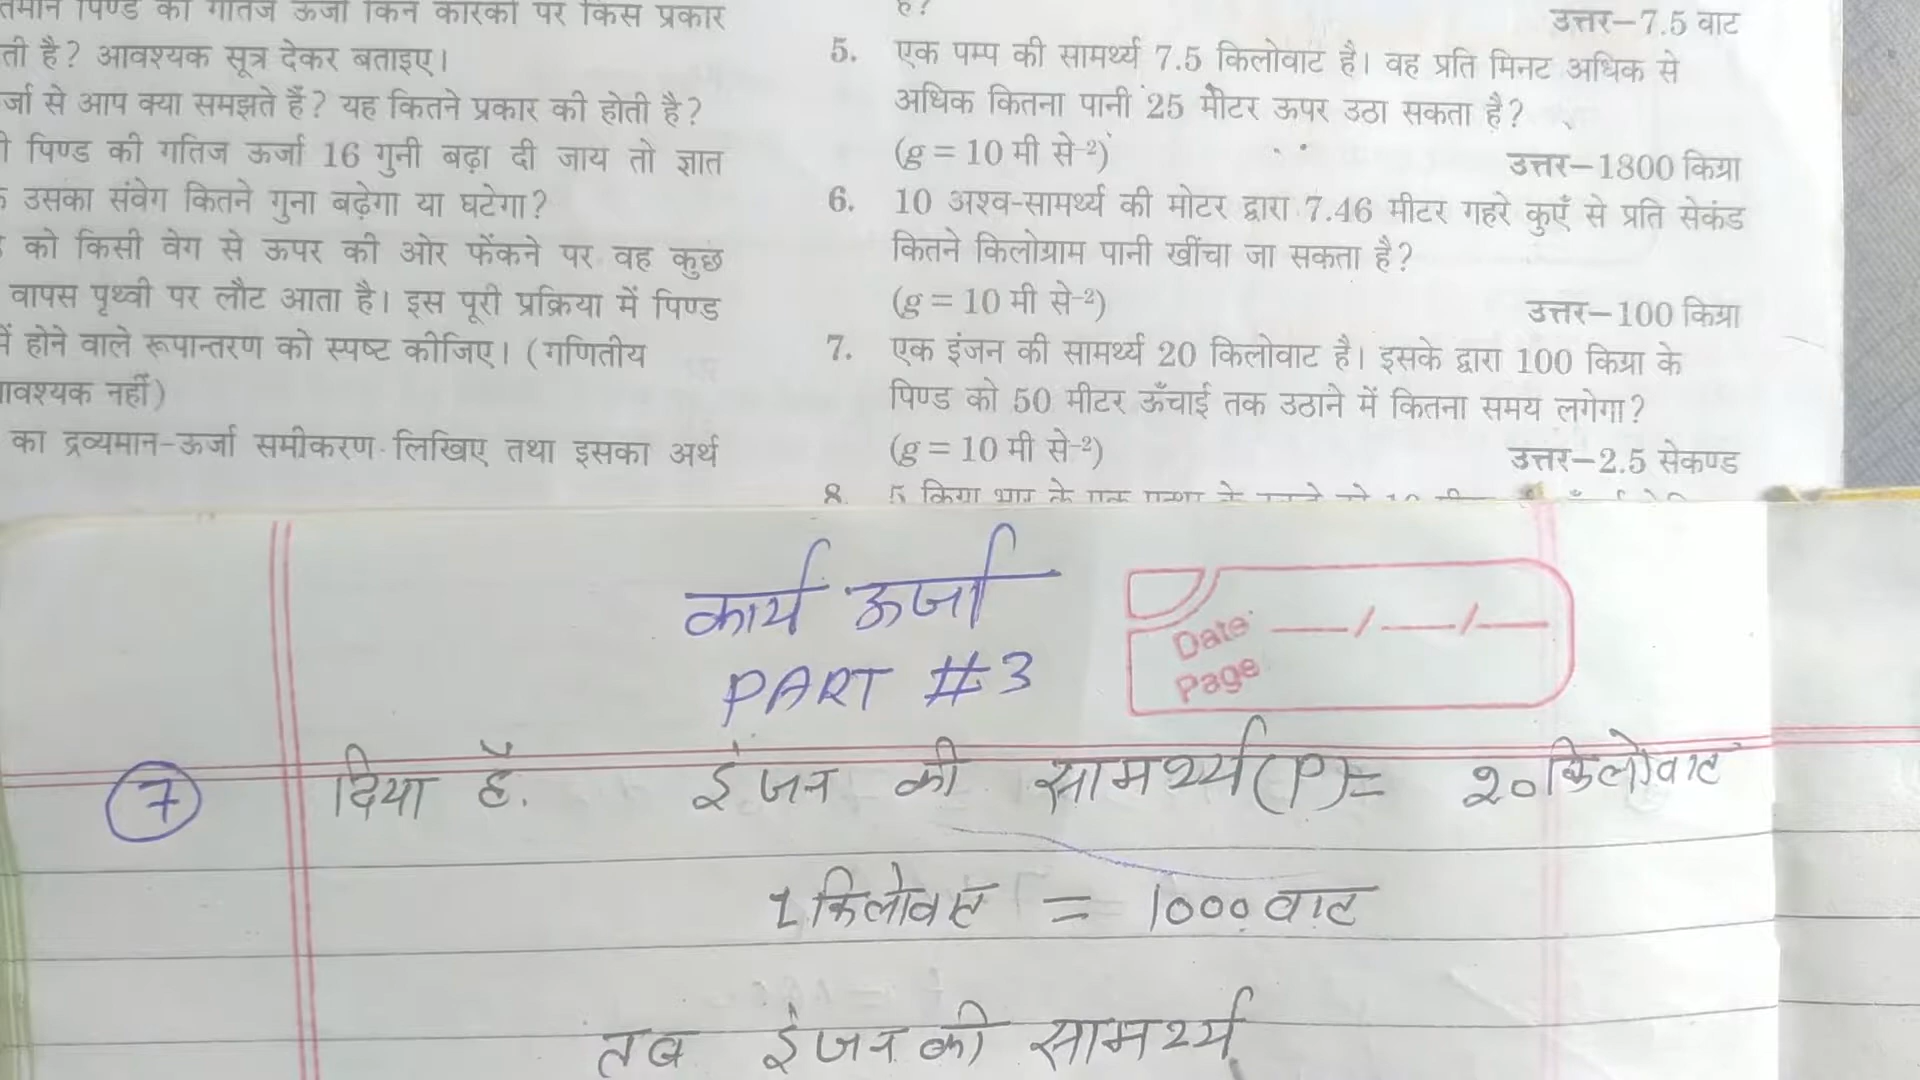 पिण्ड की गतिज ऊर्जा किन कारकों पर किस प्रकार
ती है? आवश्यक सूत्र देकर बताइए।
र्जा से आप क्या समझते हैं? यह कितने प्रकार की होती है?
पिण्ड की गतिज ऊर्जा 16 गुनी बढ़ा दी जाय तो ज्ञात
उसका संवेग कितने गुना बढ़ेगा या घटेगा?
को किसी वेग से ऊपर की ओर फेंकने पर वह कुछ
वापस पृथ्वी पर लौट आता है। इस पूरी प्रक्रिया में पिण्ड
में होने वाले रूपान्तरण को स्पष्ट कीजिए। (गणितीय
आवश्यक नहीं)
का द्रव्यमान-ऊर्जा समीकरण लिखिए तथा इसका अर्थ
है?
उत्तर–7.5 वाट
5. एक पम्प की सामर्थ्य 7.5 किलोवाट है। वह प्रति मिनट अधिक से
अधिक कितना पानी 25 मीटर ऊपर उठा सकता है?
(g = 10 मी से⁻²) उत्तर–1800 किग्रा
6. 10 अश्व-सामर्थ्य की मोटर द्वारा 7.46 मीटर गहरे कुएँ से प्रति सेकंड
कितने किलोग्राम पानी खींचा जा सकता है?
(g = 10 मी से⁻²) उत्तर–100 किग्रा
7. एक इंजन की सामर्थ्य 20 किलोवाट है। इसके द्वारा 100 किग्रा के
पिण्ड को 50 मीटर ऊँचाई तक उठाने में कितना समय लगेगा?
(g = 10 मी से⁻²) उत्तर–2.5 सेकण्ड
8. 5 किग्रा
कार्य ऊर्जा
PART #3
Date
Page
7 दिया है. इंजन की सामर्थ्य (P) = 20 किलोवाट
1 किलोवाट = 1000 वाट
तब इंजन की सामर्थ्य